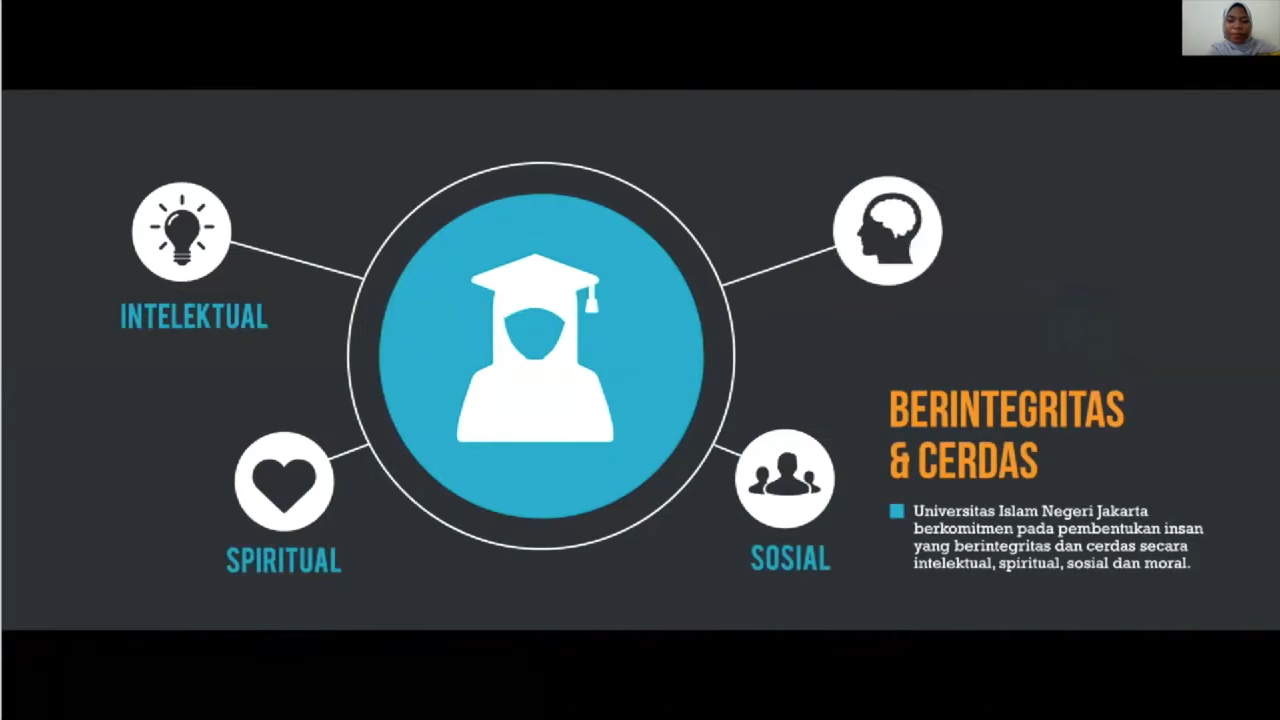 INTELEKTUAL
SPIRITUAL
SOSIAL
BERINTEGRITAS
& CERDAS
Universitas Islam Negeri Jakarta
berkomitmen pada pembentukan insan
yang berintegritas dan cerdas secara
intelektual, spiritual, sosial dan moral.